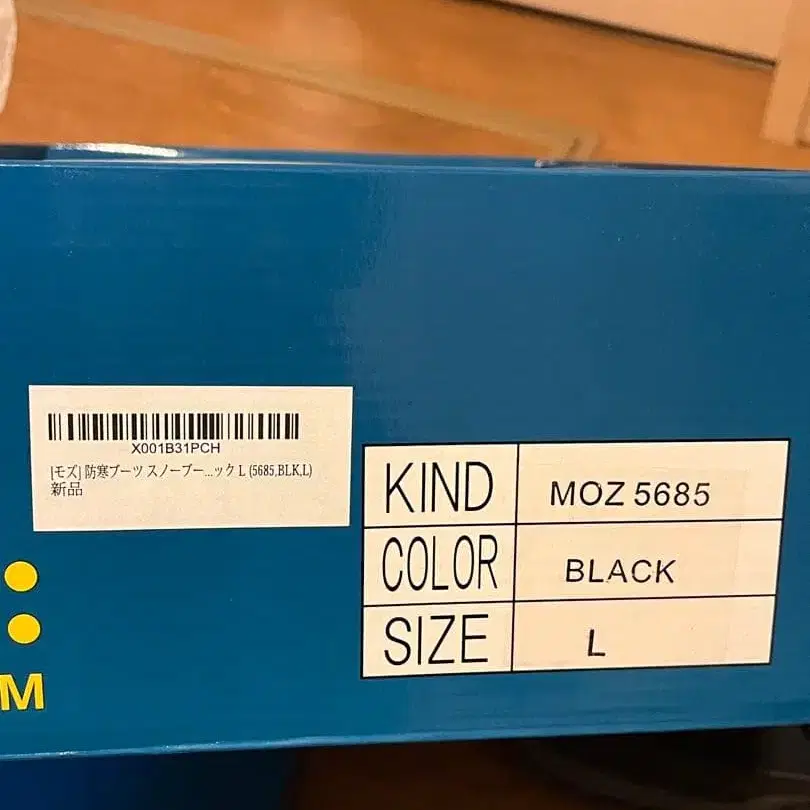 X001B31PCH
[モズ] 防寒ブーツ スノーブー...ック L (5685,BLK,L)
新品
KIND MOZ 5685
COLOR BLACK
SIZE L
M